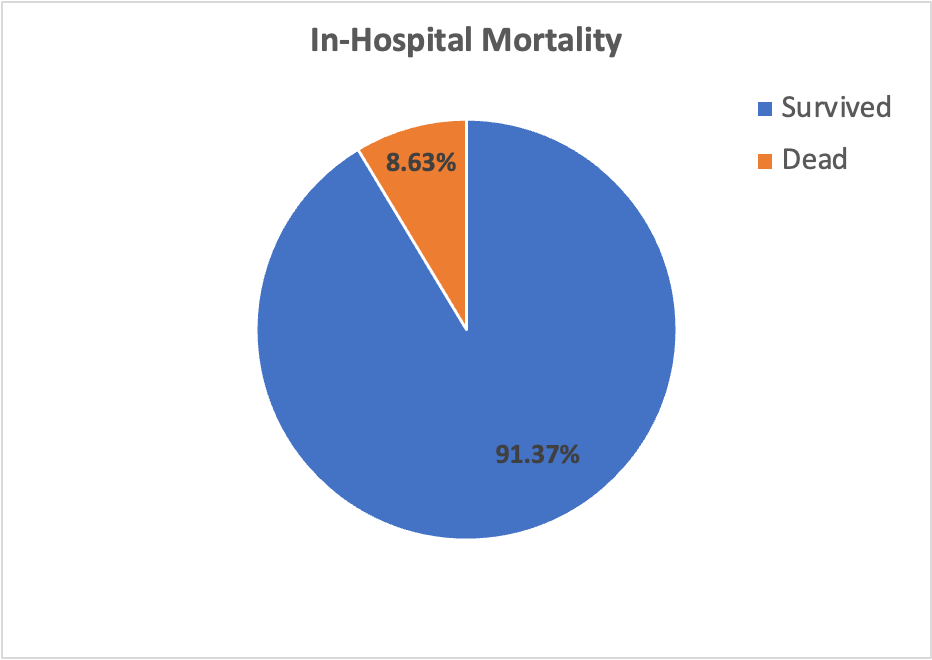 In-Hospital Mortality
Survived
Dead
8.63%
91.37%